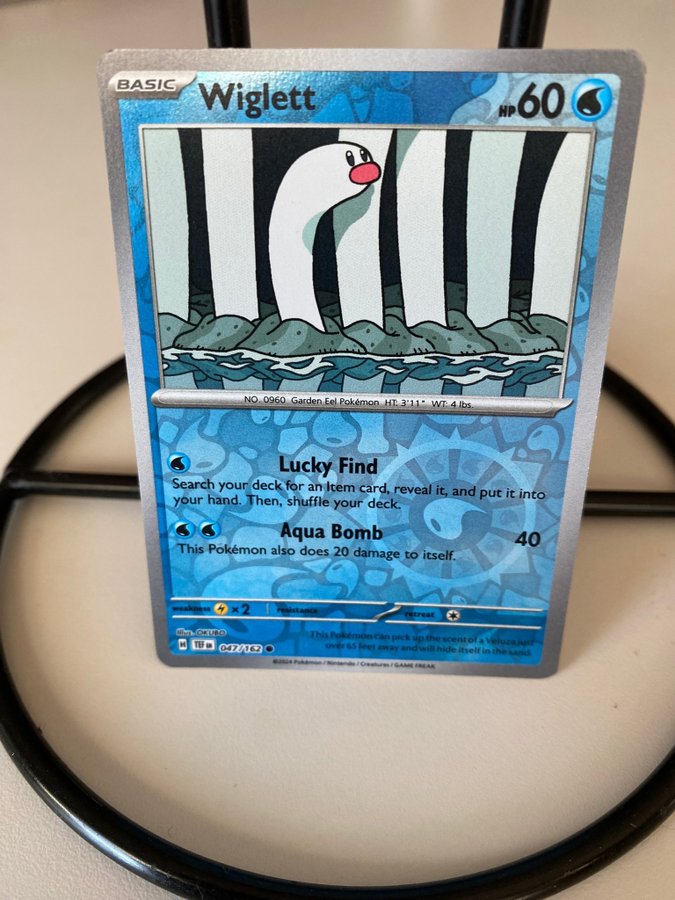 BASIC Wiglett HP60
NO. 0960 Garden Eel Pokémon HT: 3'11" WT: 4 lbs.
Lucky Find
Search your deck for an Item card, reveal it, and put it into
your hand. Then, shuffle your deck.
Aqua Bomb 40
This Pokémon also does 20 damage to itself.
weakness x2 resistance retreat
Illus. OKUBO
This Pokémon can pick up the scent of a Veluza just
over 65 feet away and will hide itself in the sand.
H TEF EN 047/162
©2024 Pokémon / Nintendo / Creatures / GAME FREAK